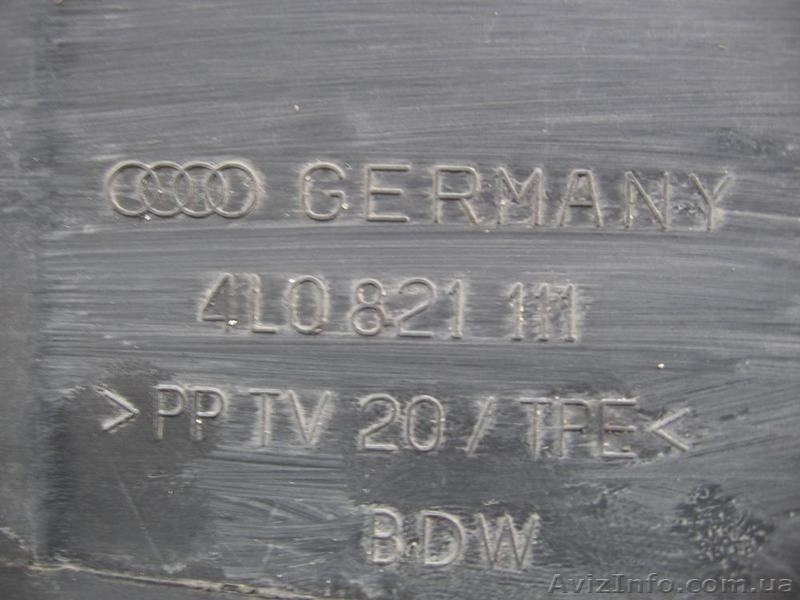 GERMANY
4L0 821 111
>PP TV 20 / TPE<
BDW
AvizInfo.com.ua